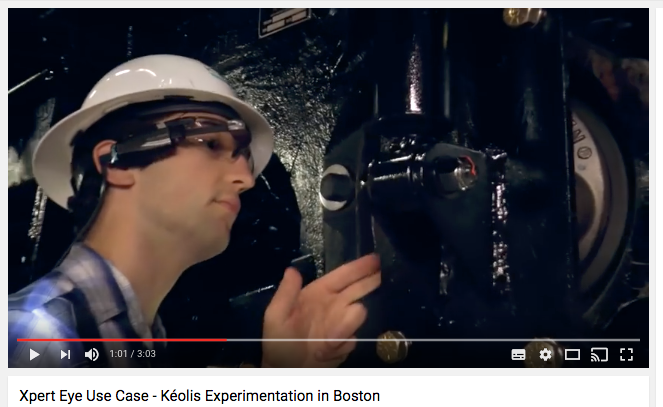 1:01 / 3:03
Xpert Eye Use Case - Kéolis Experimentation in Boston